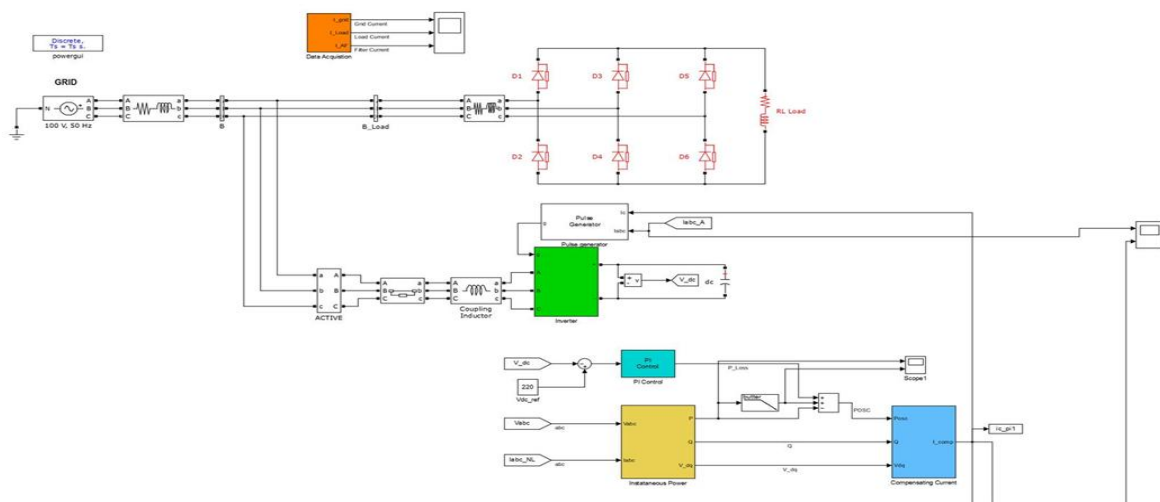 Discrete,
Ts = Ts s.
powergui
I_grid
I_Load
I_AF
Grid Current
Load Current
Filter Current
Data Acquistion
GRID
N
A
B
C
A
B
C
a
b
c
100 V, 50 Hz
B
B_Load
A
B
C
a
b
c
D1
D3
D5
RL Load
D2
D4
D6
Pulse
Generator
Ic
Iabc
g
Iabc_A
Pulse generator
a
b
c
A
B
C
ACTIVE
A
B
C
a
b
c
A
B
C
a
b
c
Coupling
Inductor
g
A
B
C
+
-
Inverter
+
-
v
V_dc
dc
V_dc
220
Vdc_ref
PI
Control
PI Control
P_Loss
Scope1
butter
+
+
-
POSC
Vabc
abc
Iabc_NL
abc
Vabc
Iabc
P
Q
V_dq
Instataneous Power
Q
V_dq
Posc
Q
Vdq
I_comp
Compensating Current
ic_pi1